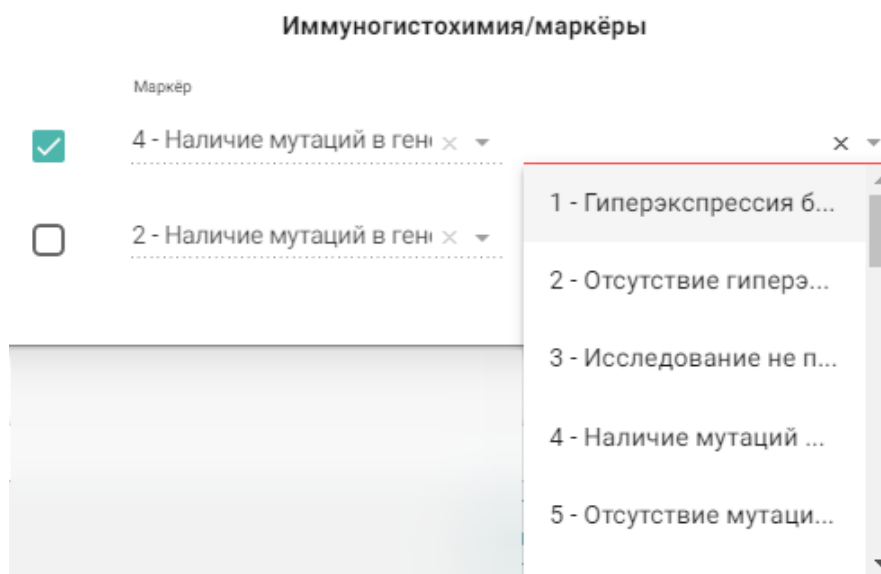 Иммуногистохимия/маркёры
Маркёр
4 - Наличие мутаций в ген
1 - Гиперэкспрессия б...
2 - Наличие мутаций в ген
2 - Отсутствие гиперэ...
3 - Исследование не п...
4 - Наличие мутаций ...
5 - Отсутствие мутаци...